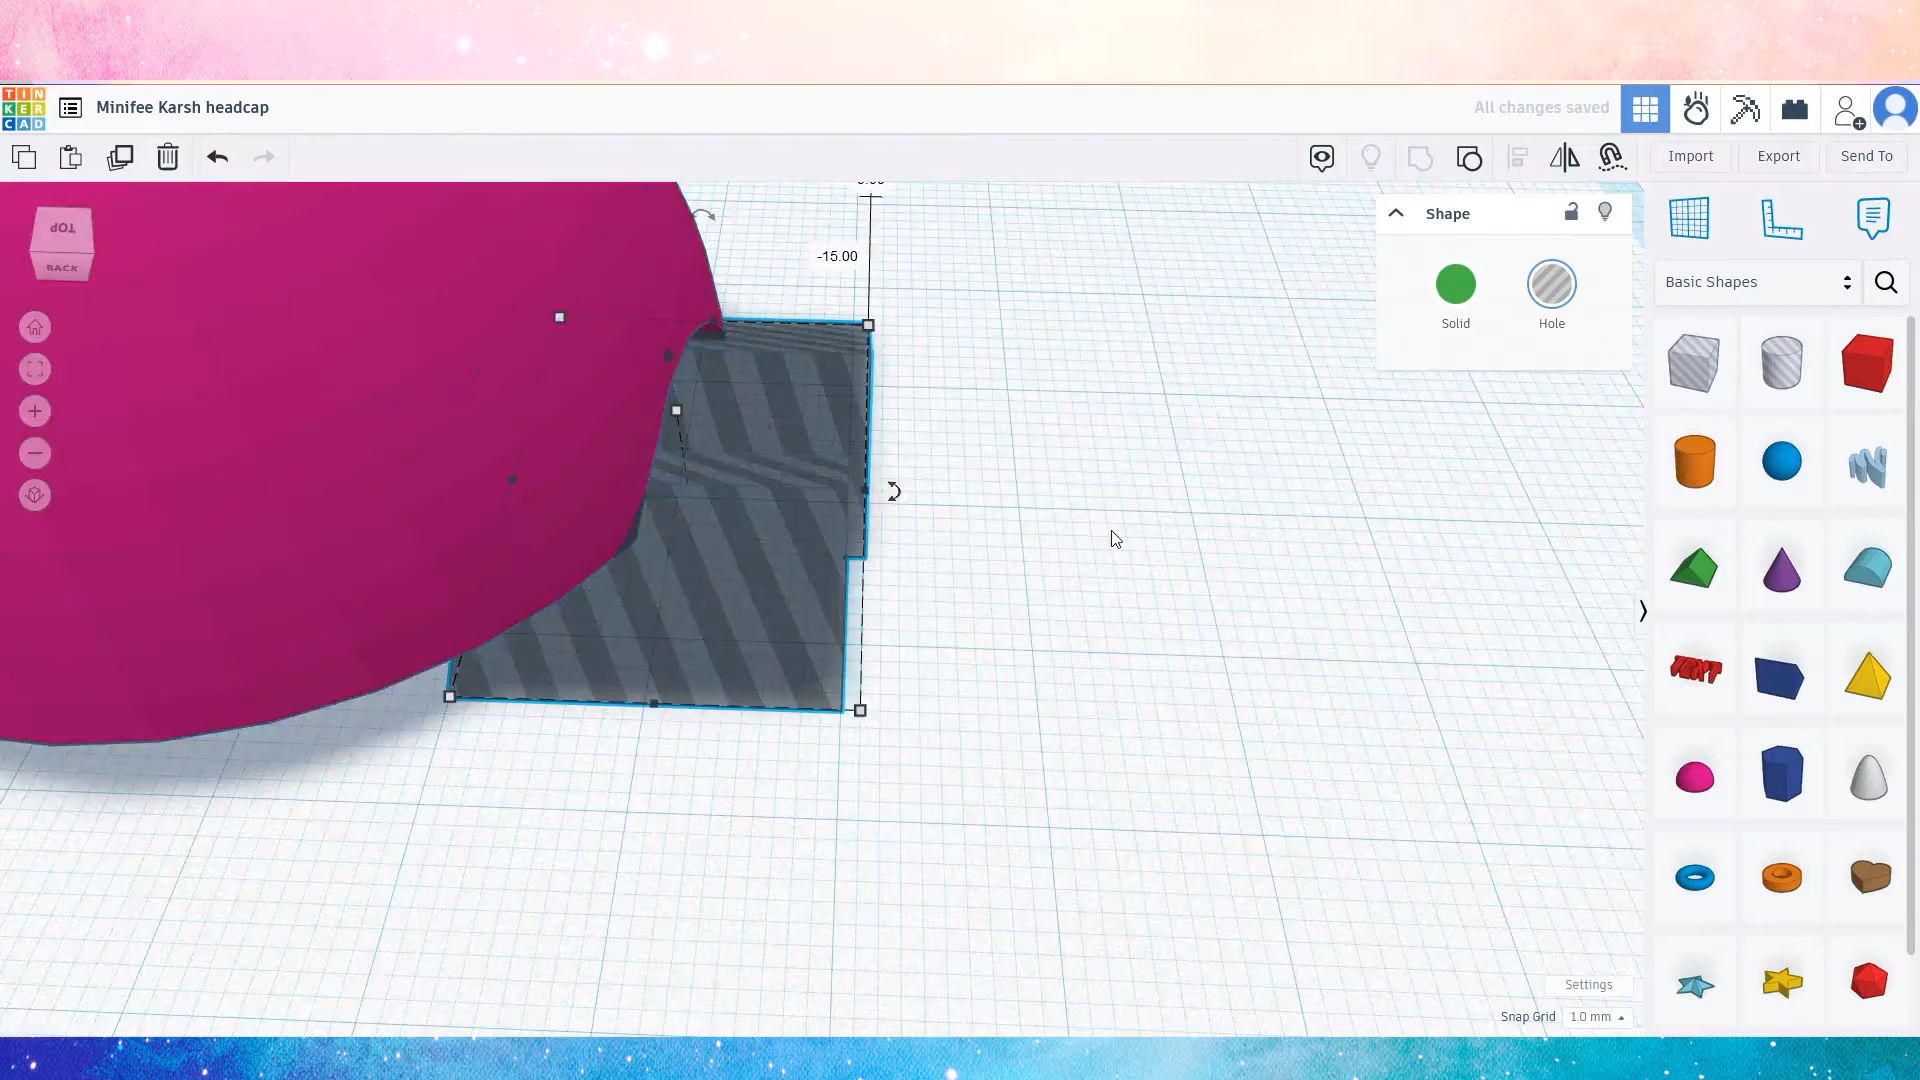 TIN
KER
CAD
Minifee Karsh headcap
All changes saved
Import
Export
Send To
TOP
BACK
-15.00
Shape
Solid
Hole
Basic Shapes
TEXT
Settings
Snap Grid
1.0 mm